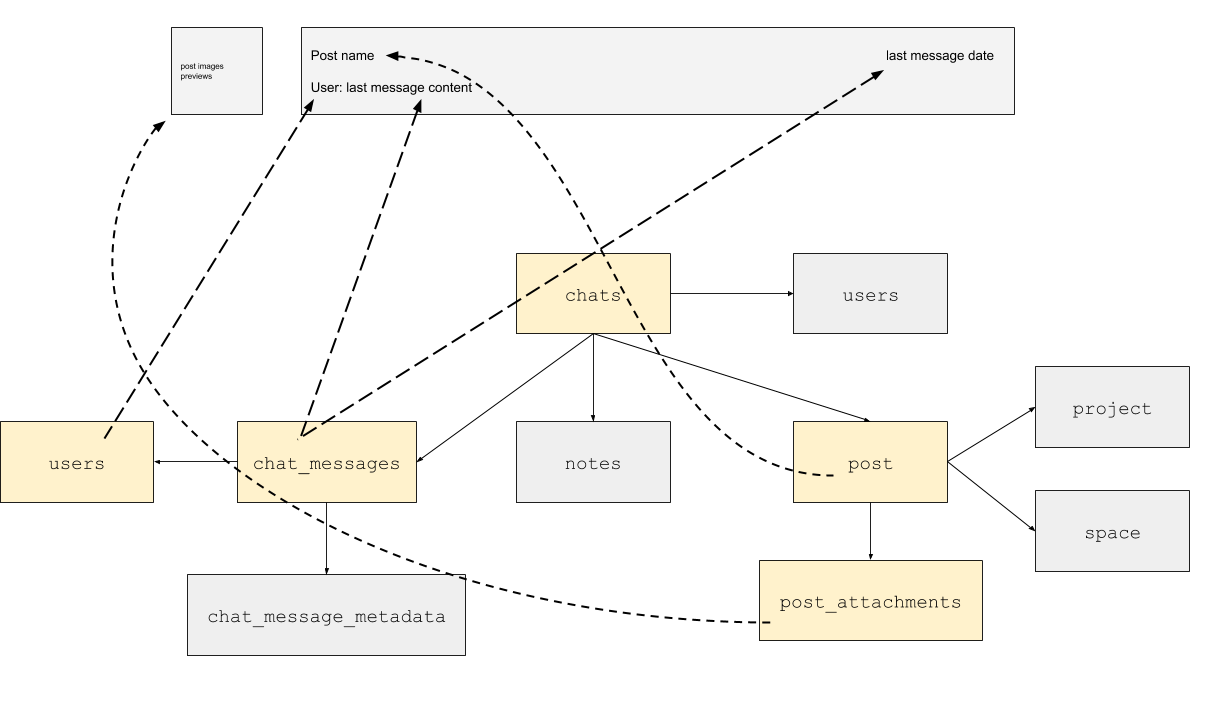 post images
previews
Post name
last message date
User: last message content
chats
users
project
users
chat_messages
notes
post
space
post_attachments
chat_message_metadata